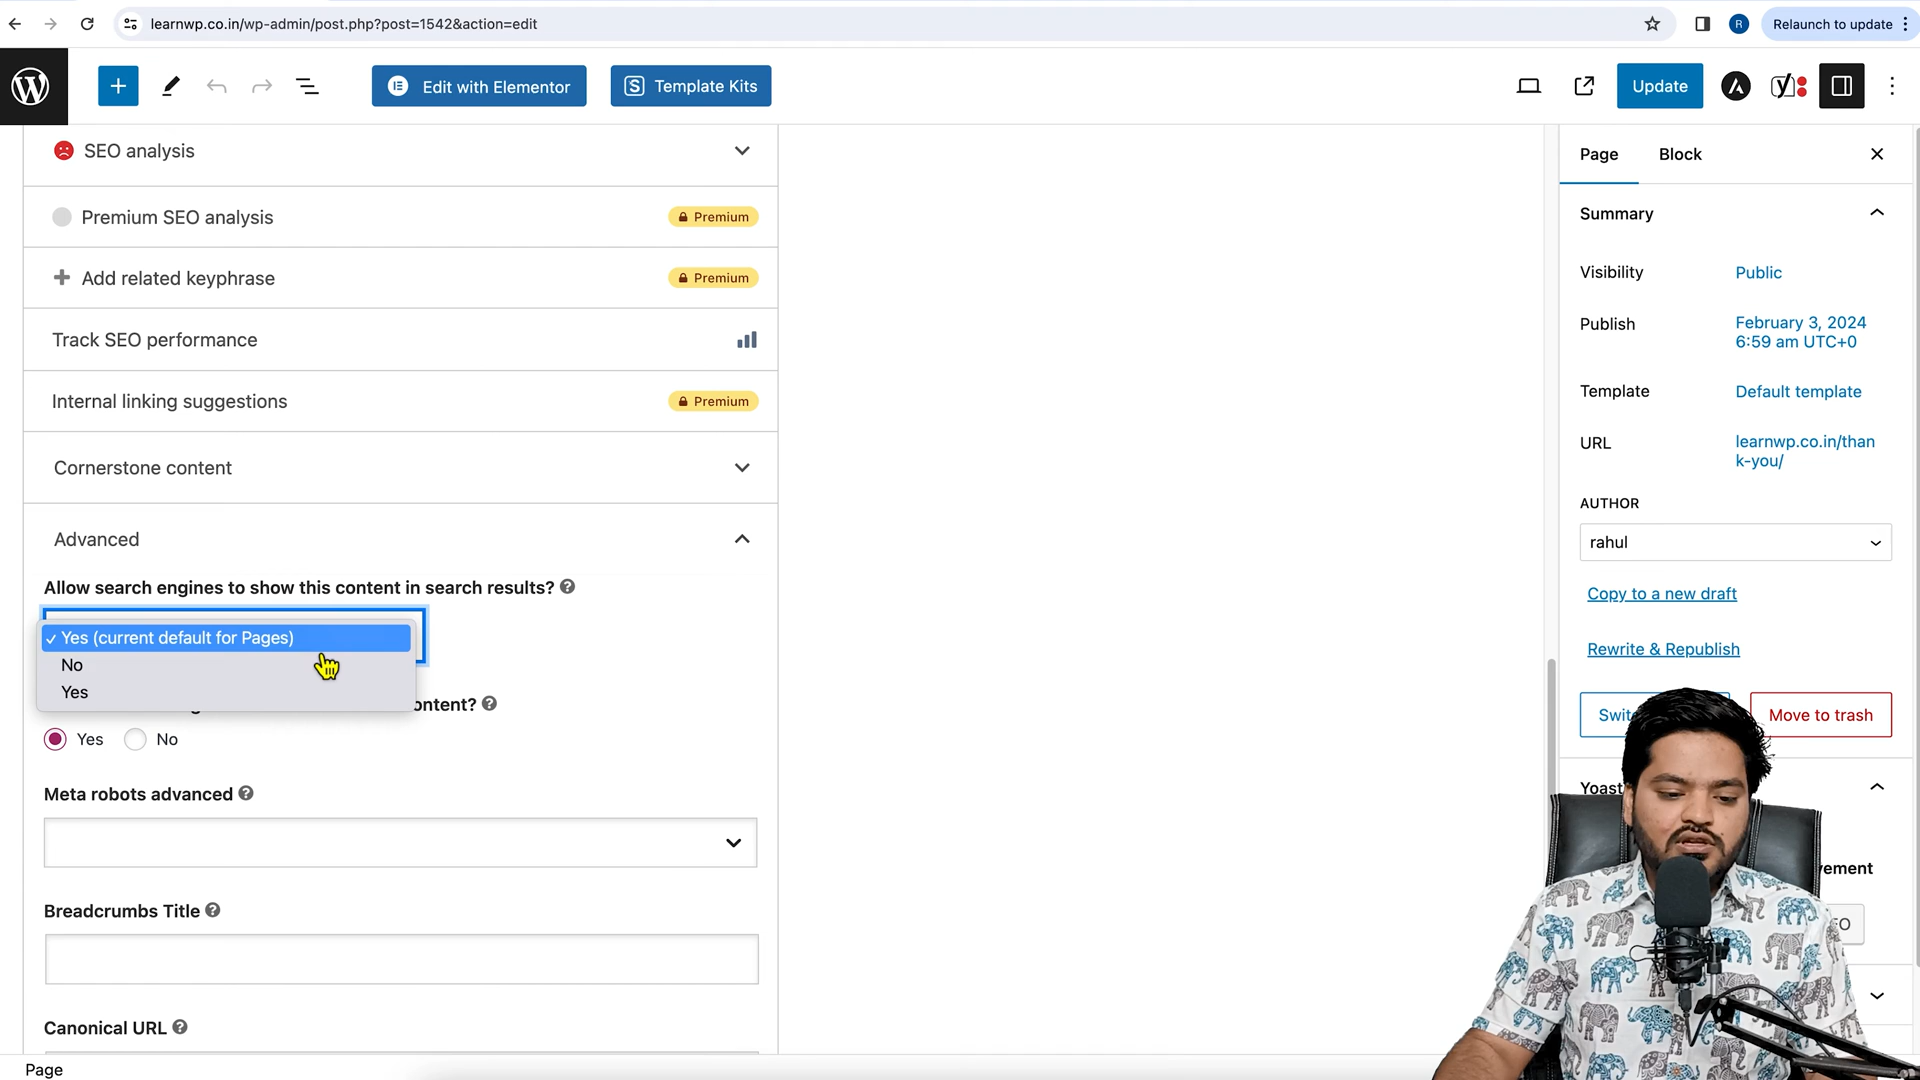 learnwp.co.in/wp-admin/post.php?post=1542&action=edit
R
Relaunch to update
Edit with Elementor
S
Template Kits
Update
SEO analysis
Premium SEO analysis
Premium
Add related keyphrase
Premium
Track SEO performance
Internal linking suggestions
Premium
Cornerstone content
Advanced
Allow search engines to show this content in search results?
✓ Yes (current default for Pages)
No
Yes
ontent?
Yes
No
Meta robots advanced
Breadcrumbs Title
Canonical URL
Page
Page
Block
Summary
Visibility
Public
Publish
February 3, 2024
6:59 am UTC+0
Template
Default template
URL
learnwp.co.in/than
k-you/
AUTHOR
rahul
Copy to a new draft
Rewrite & Republish
Move to trash
Yoast